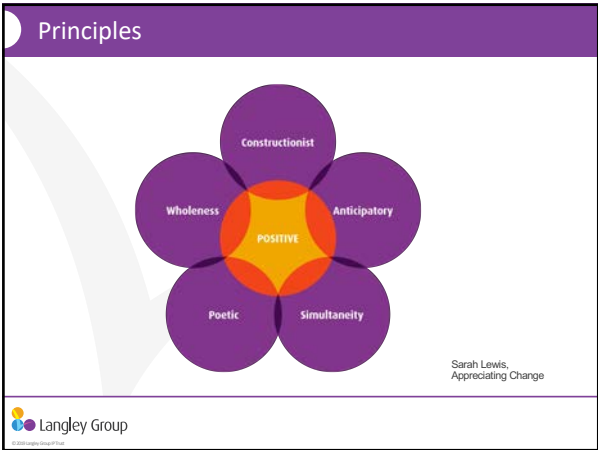 Principles
Constructionist
Wholeness
Anticipatory
POSITIVE
Poetic
Simultaneity
Sarah Lewis,
Appreciating Change
Langley Group